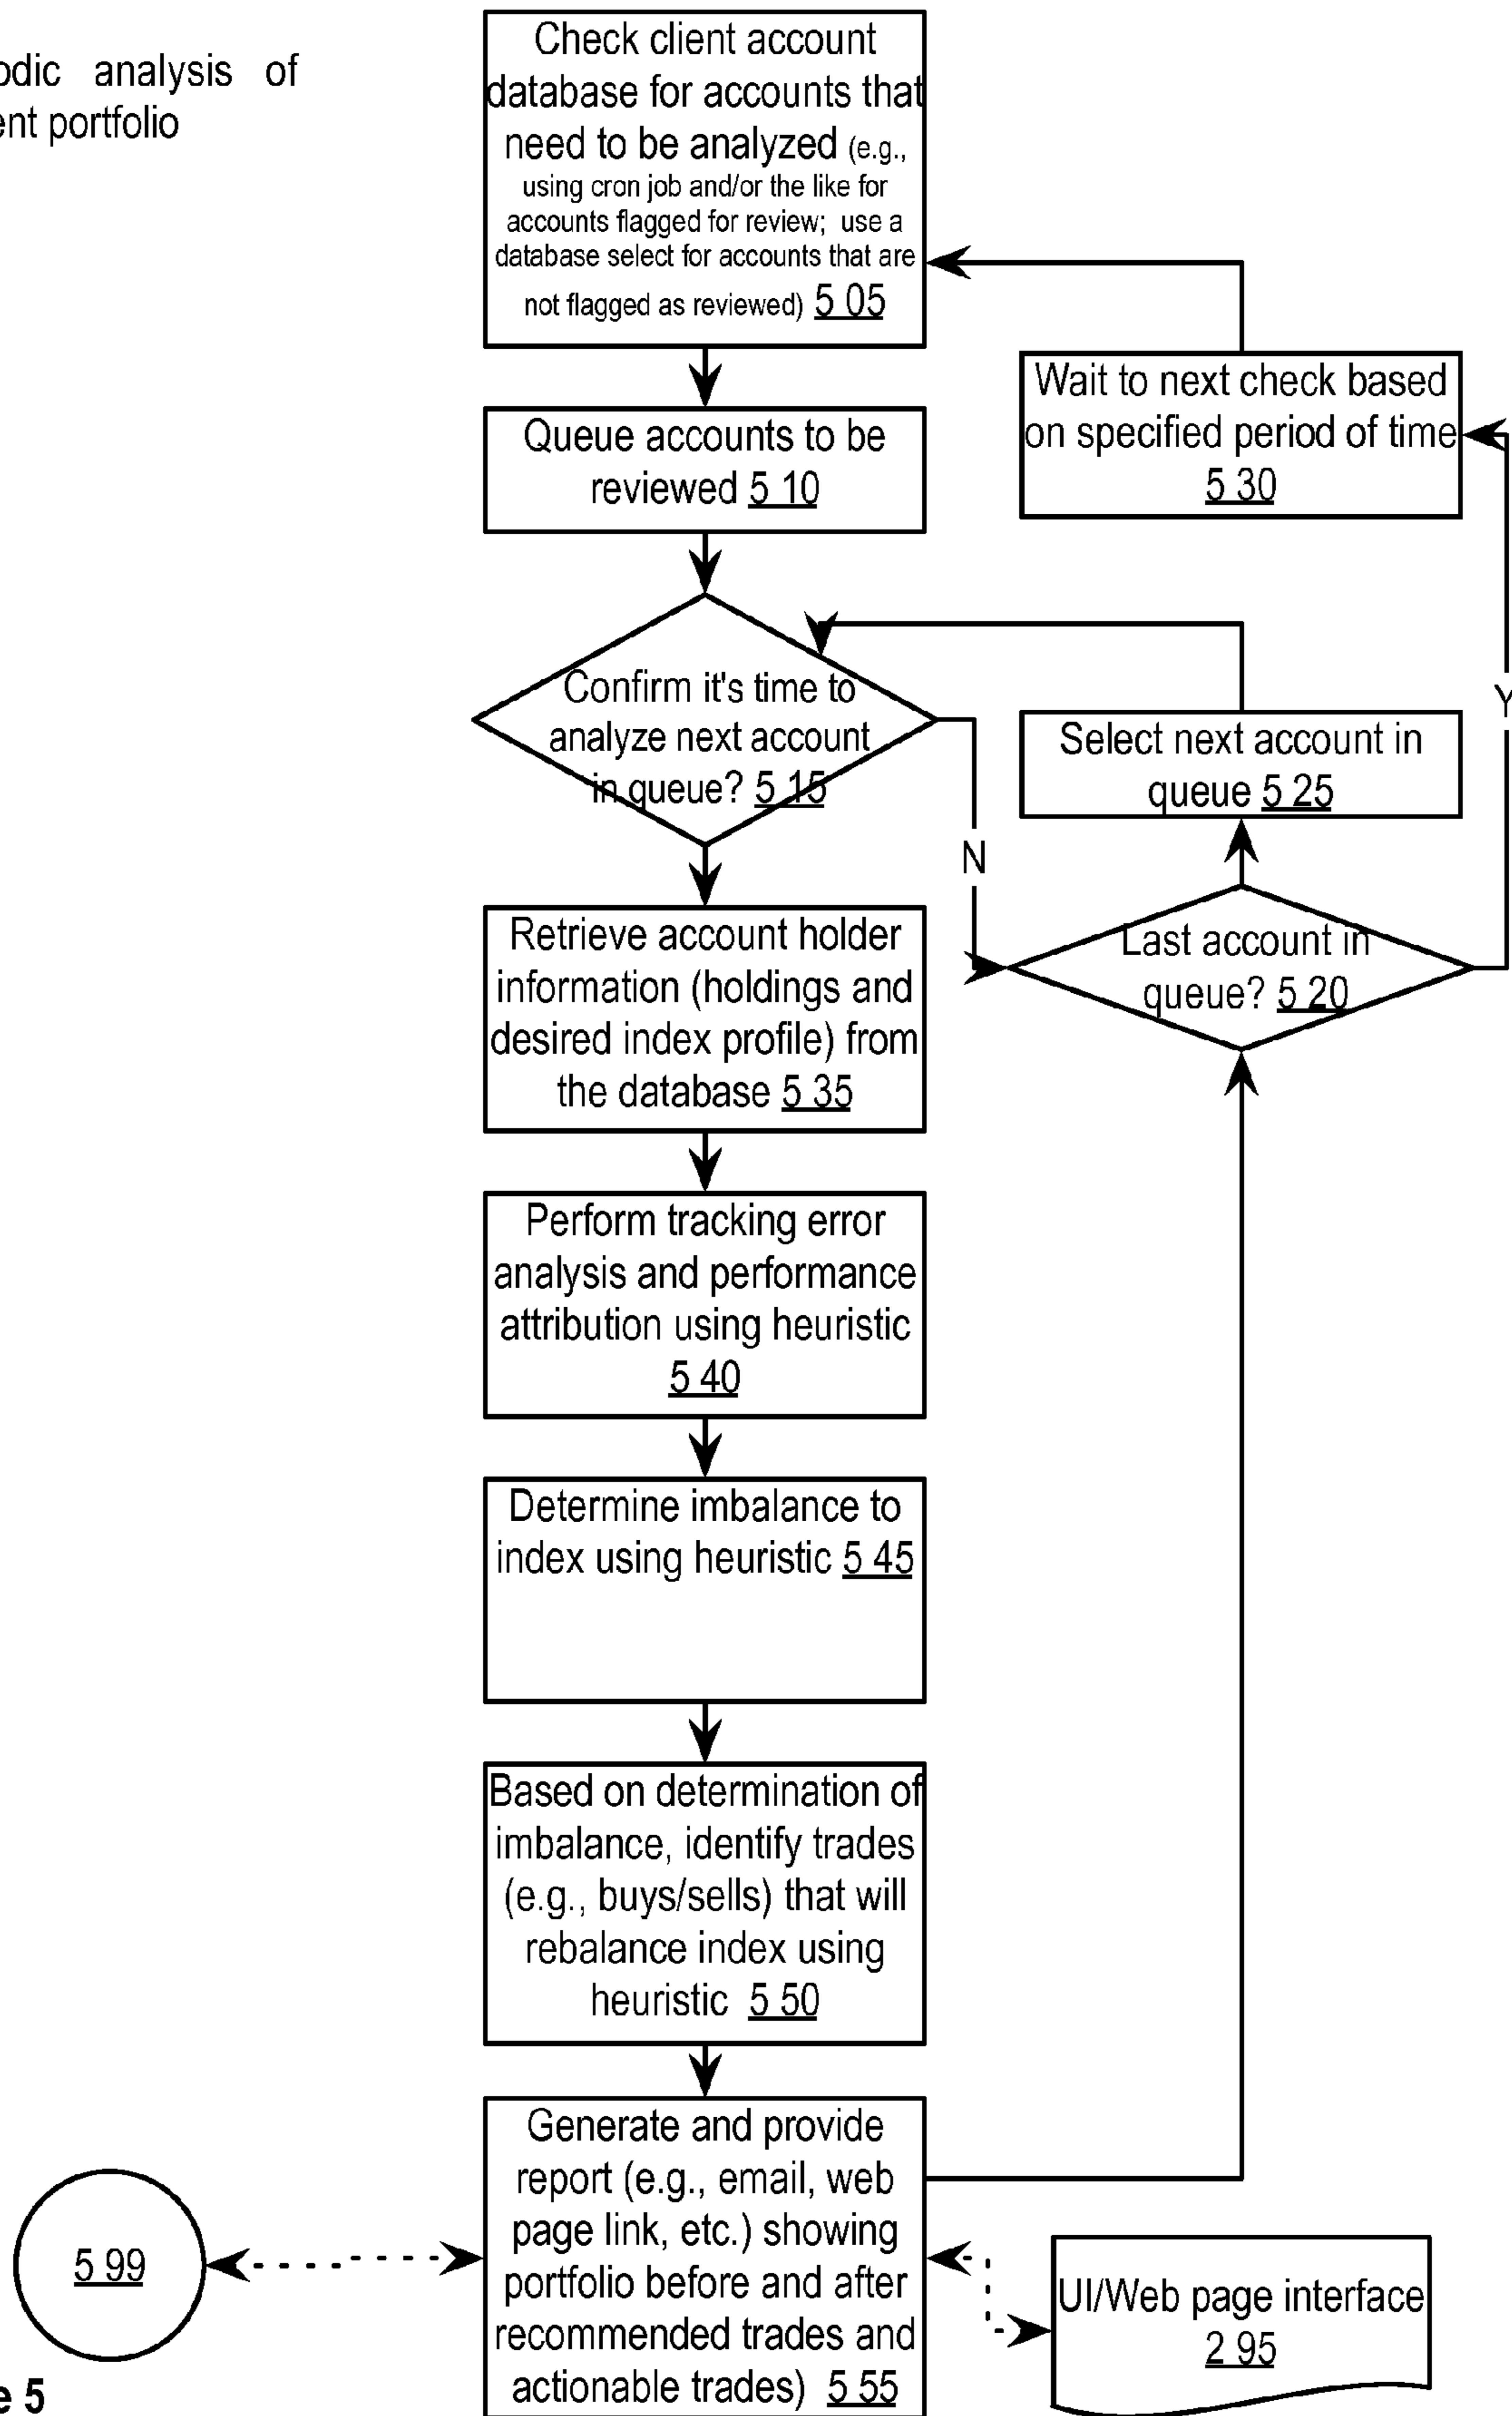 analysis of
portfolio
Check client account
database for accounts that
need to be analyzed (e.g.,
using cron job and/or the like for
accounts flagged for review; use a
database select for accounts that are
not flagged as reviewed) 5 05
Wait to next check based
on specified period of time
5 30
Queue accounts to be
reviewed 5 10
Confirm it's time to
analyze next account
in queue? 5 15
Y
Select next account in
queue 5 25
N
Last account in
queue? 5 20
Retrieve account holder
information (holdings and
desired index profile) from
the database 5 35
Perform tracking error
analysis and performance
attribution using heuristic
5 40
Determine imbalance to
index using heuristic 5 45
Based on determination of
imbalance, identify trades
(e.g., buys/sells) that will
rebalance index using
heuristic 5 50
Generate and provide
report (e.g., email, web
page link, etc.) showing
portfolio before and after
recommended trades and
actionable trades) 5 55
5 99
UI/Web page interface
2 95
5